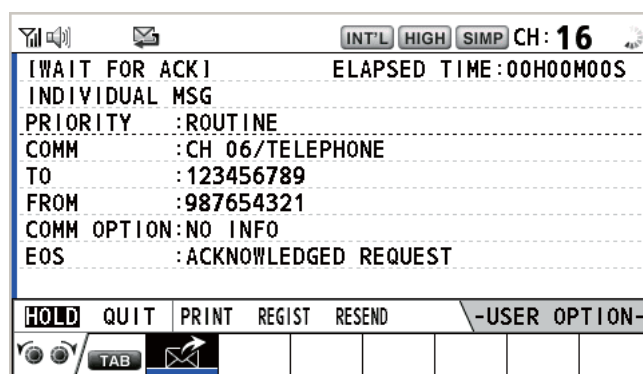 INT'L HIGH SIMP CH: 16
[WAIT FOR ACK] ELAPSED TIME:00H00M00S
INDIVIDUAL MSG
PRIORITY :ROUTINE
COMM :CH 06/TELEPHONE
TO :123456789
FROM :987654321
COMM OPTION:NO INFO
EOS :ACKNOWLEDGED REQUEST
HOLD QUIT PRINT REGIST RESEND -USER OPTION-
TAB